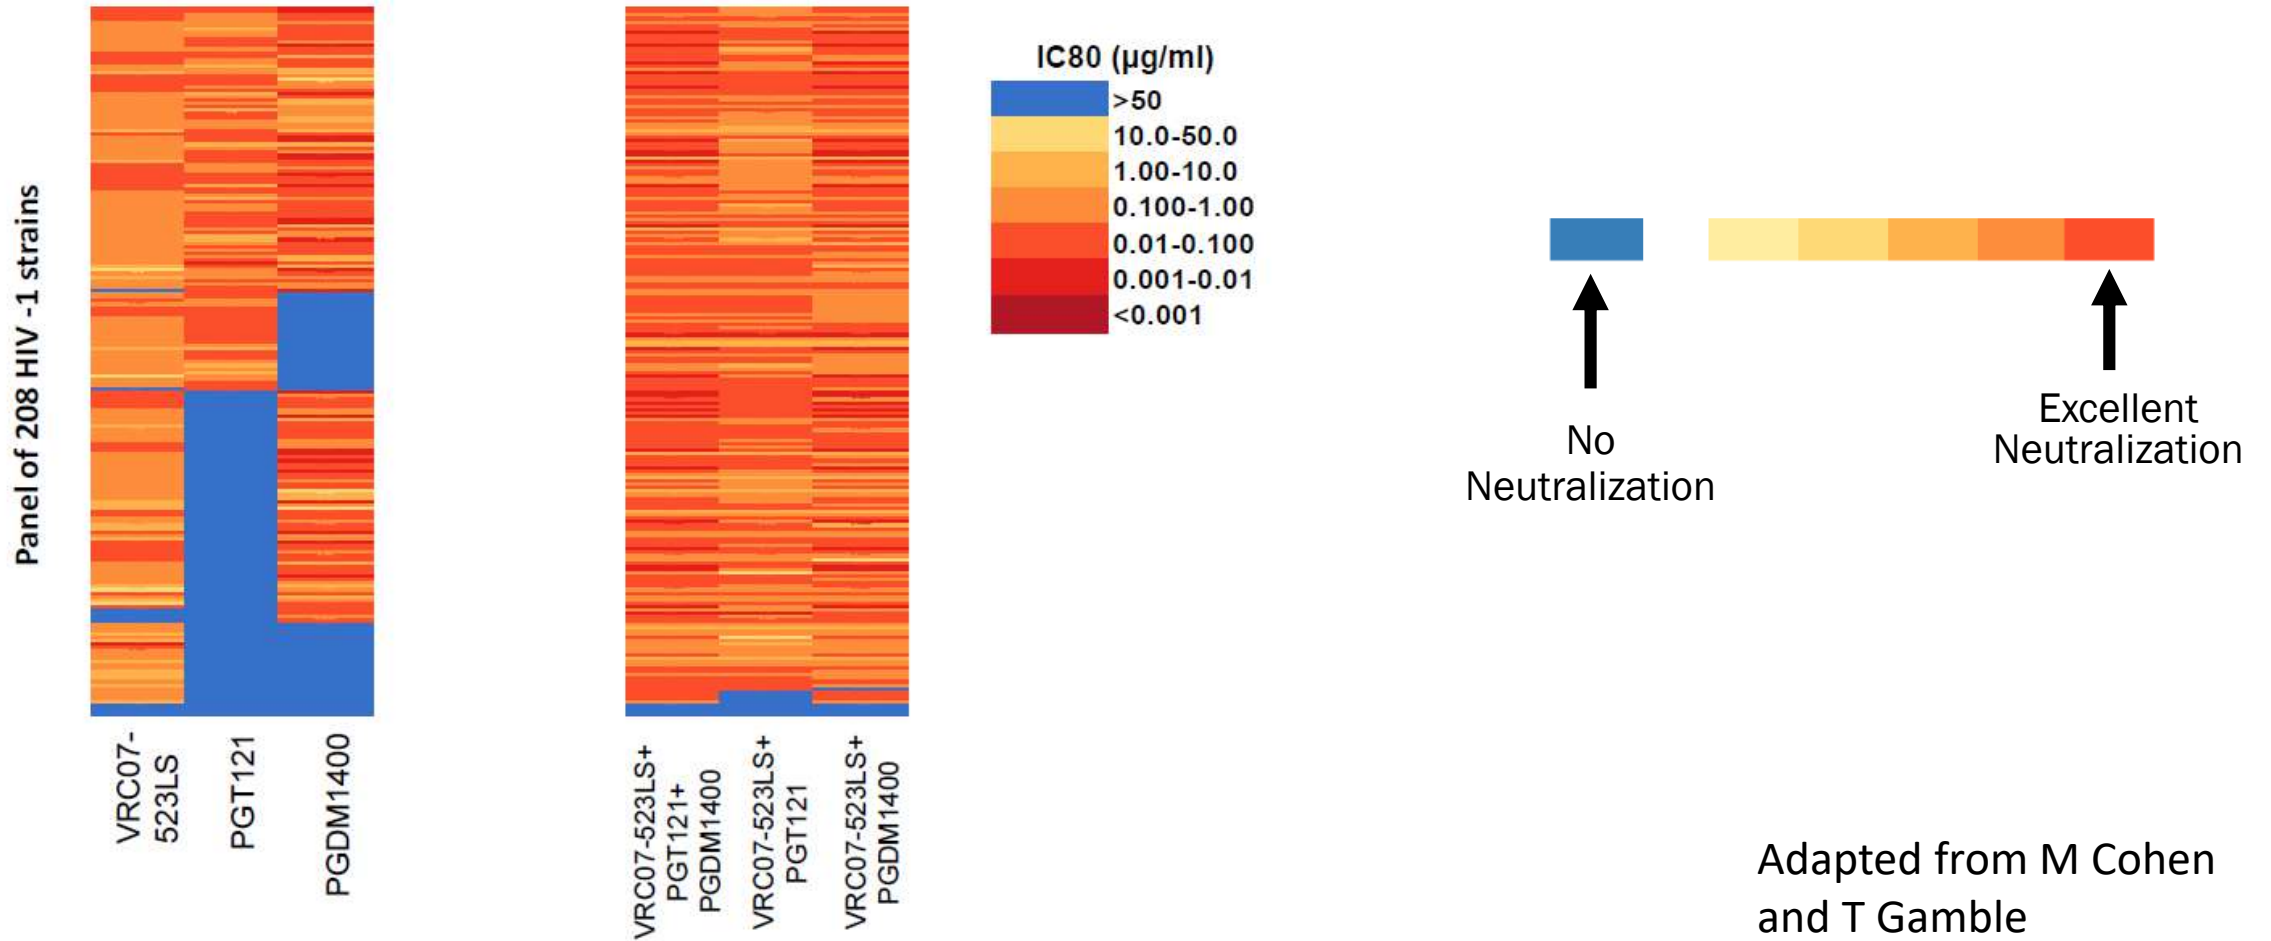 Panel of 208 HIV -1 strains
VRC07-
523LS
PGT121
PGDM1400
VRC07-523LS+
PGT121+
PGDM1400
VRC07-523LS+
PGT121
VRC07-523LS+
PGDM1400
IC80 (µg/ml)
>50
10.0-50.0
1.00-10.0
0.100-1.00
0.01-0.100
0.001-0.01
<0.001
No
Neutralization
Excellent
Neutralization
Adapted from M Cohen
and T Gamble